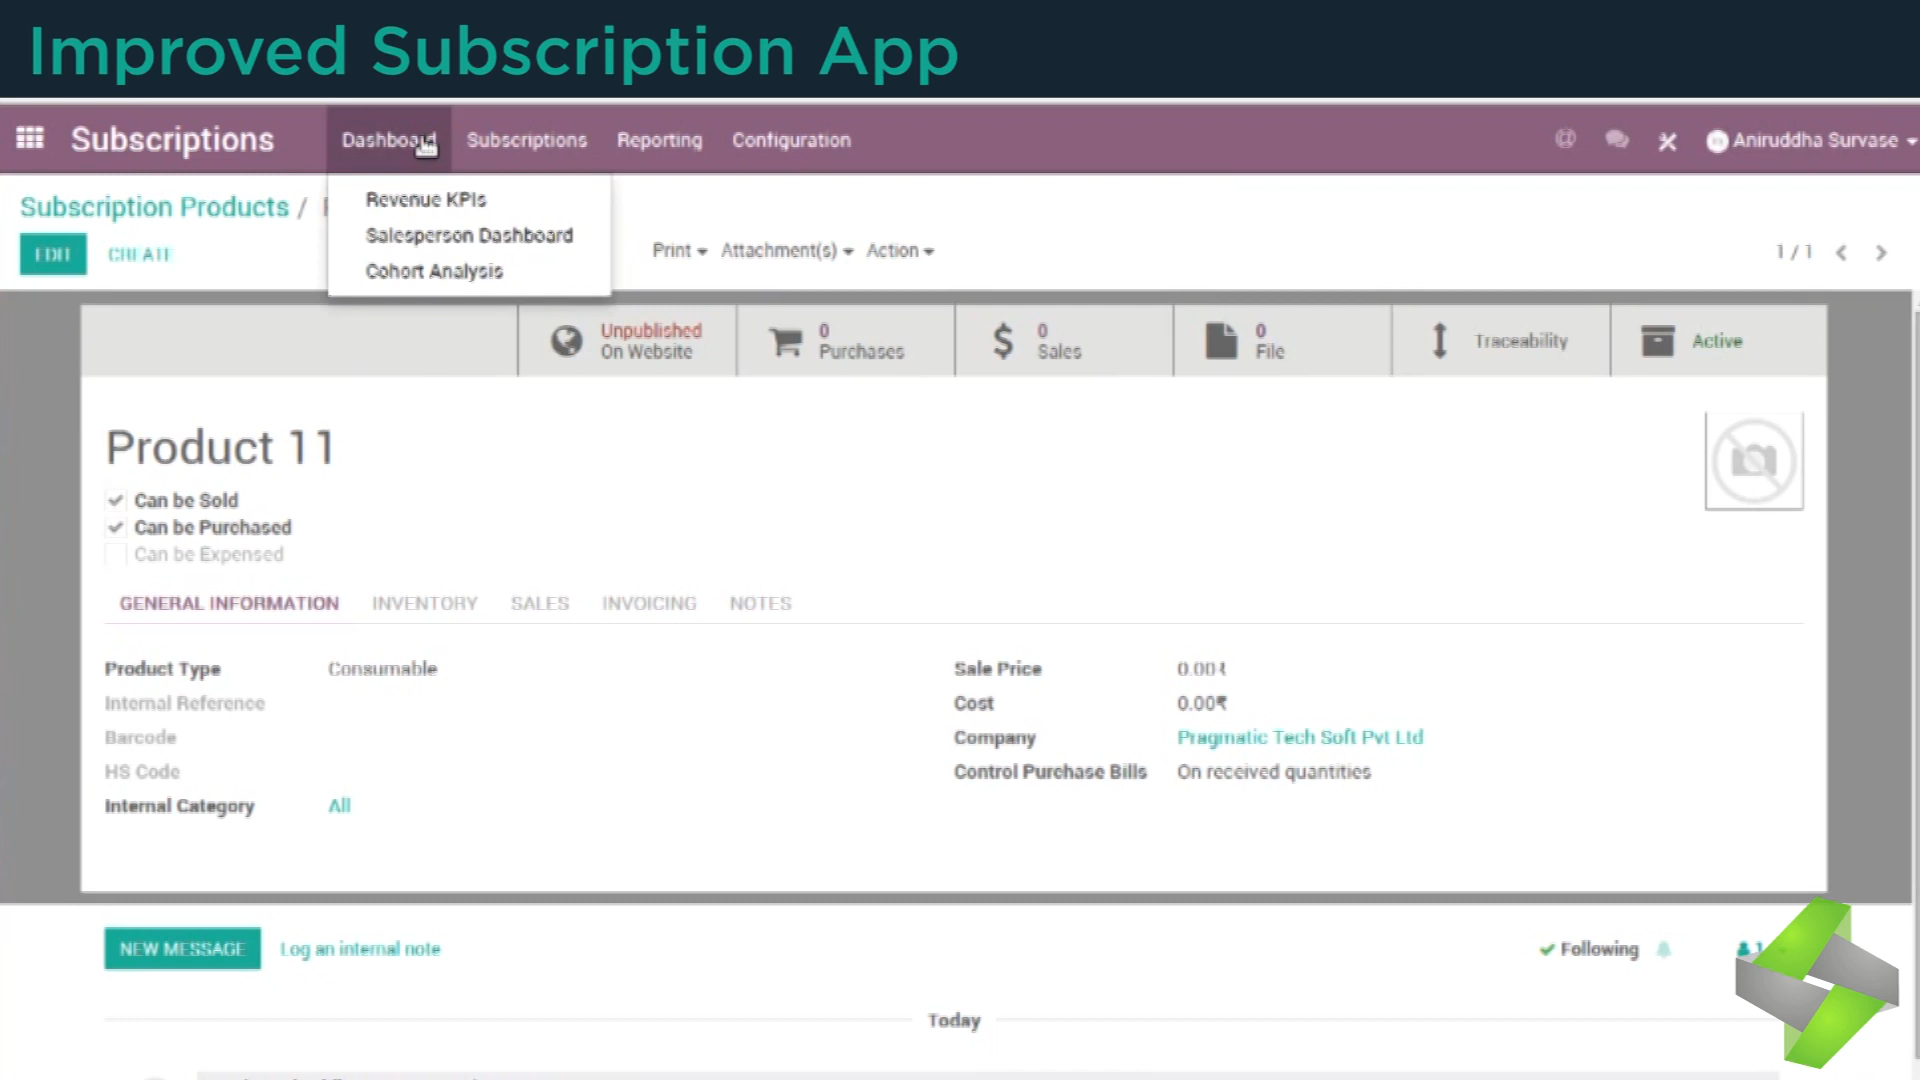 Improved Subscription App
Subscriptions Dashboard Subscriptions Reporting Configuration Aniruddha Survase
Revenue KPIs
Salesperson Dashboard
Cohort Analysis
Subscription Products /
EDIT CREATE
Print Attachment(s) Action
1 / 1
Unpublished
On Website
0
Purchases
0
Sales
0
File
Traceability
Active
Product 11
Can be Sold
Can be Purchased
Can be Expensed
GENERAL INFORMATION INVENTORY SALES INVOICING NOTES
Product Type Consumable
Internal Reference
Barcode
HS Code
Internal Category All
Sale Price 0.00₹
Cost 0.00₹
Company Pragmatic Tech Soft Pvt Ltd
Control Purchase Bills On received quantities
NEW MESSAGE Log an internal note
Following 1
Today